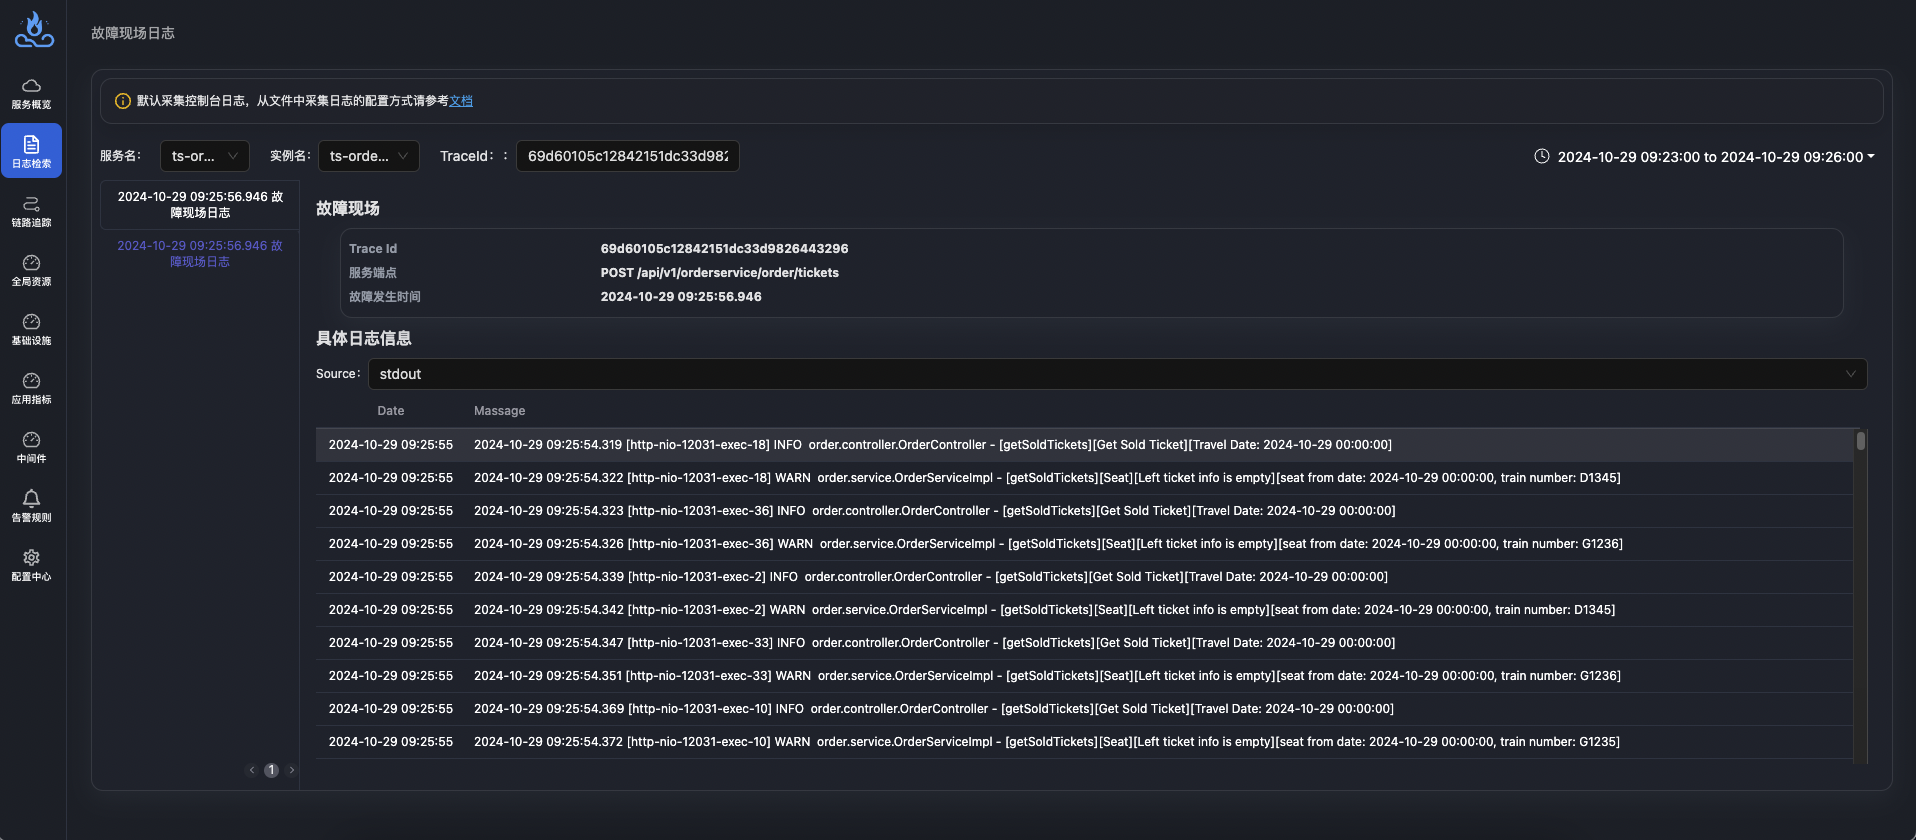 故障现场日志
默认采集控制台日志，从文件中采集日志的配置方式请参考文档
服务概览
日志检索
链路追踪
全局资源
基础设施
应用指标
中间件
告警规则
配置中心
服务名： ts-or... 实例名： ts-orde... TraceId：： 69d60105c12842151dc33d982 2024-10-29 09:23:00 to 2024-10-29 09:26:00
2024-10-29 09:25:56.946 故
障现场日志
2024-10-29 09:25:56.946 故
障现场日志
1
故障现场
Trace Id 69d60105c12842151dc33d9826443296
服务端点 POST /api/v1/orderservice/order/tickets
故障发生时间 2024-10-29 09:25:56.946
具体日志信息
Source： stdout
Date Massage
2024-10-29 09:25:55 2024-10-29 09:25:54.319 [http-nio-12031-exec-18] INFO order.controller.OrderController - [getSoldTickets][Get Sold Ticket][Travel Date: 2024-10-29 00:00:00]
2024-10-29 09:25:55 2024-10-29 09:25:54.322 [http-nio-12031-exec-18] WARN order.service.OrderServiceImpl - [getSoldTickets][Seat][Left ticket info is empty][seat from date: 2024-10-29 00:00:00, train number: D1345]
2024-10-29 09:25:55 2024-10-29 09:25:54.323 [http-nio-12031-exec-36] INFO order.controller.OrderController - [getSoldTickets][Get Sold Ticket][Travel Date: 2024-10-29 00:00:00]
2024-10-29 09:25:55 2024-10-29 09:25:54.326 [http-nio-12031-exec-36] WARN order.service.OrderServiceImpl - [getSoldTickets][Seat][Left ticket info is empty][seat from date: 2024-10-29 00:00:00, train number: G1236]
2024-10-29 09:25:55 2024-10-29 09:25:54.339 [http-nio-12031-exec-2] INFO order.controller.OrderController - [getSoldTickets][Get Sold Ticket][Travel Date: 2024-10-29 00:00:00]
2024-10-29 09:25:55 2024-10-29 09:25:54.342 [http-nio-12031-exec-2] WARN order.service.OrderServiceImpl - [getSoldTickets][Seat][Left ticket info is empty][seat from date: 2024-10-29 00:00:00, train number: D1345]
2024-10-29 09:25:55 2024-10-29 09:25:54.347 [http-nio-12031-exec-33] INFO order.controller.OrderController - [getSoldTickets][Get Sold Ticket][Travel Date: 2024-10-29 00:00:00]
2024-10-29 09:25:55 2024-10-29 09:25:54.351 [http-nio-12031-exec-33] WARN order.service.OrderServiceImpl - [getSoldTickets][Seat][Left ticket info is empty][seat from date: 2024-10-29 00:00:00, train number: G1236]
2024-10-29 09:25:55 2024-10-29 09:25:54.369 [http-nio-12031-exec-10] INFO order.controller.OrderController - [getSoldTickets][Get Sold Ticket][Travel Date: 2024-10-29 00:00:00]
2024-10-29 09:25:55 2024-10-29 09:25:54.372 [http-nio-12031-exec-10] WARN order.service.OrderServiceImpl - [getSoldTickets][Seat][Left ticket info is empty][seat from date: 2024-10-29 00:00:00, train number: G1235]